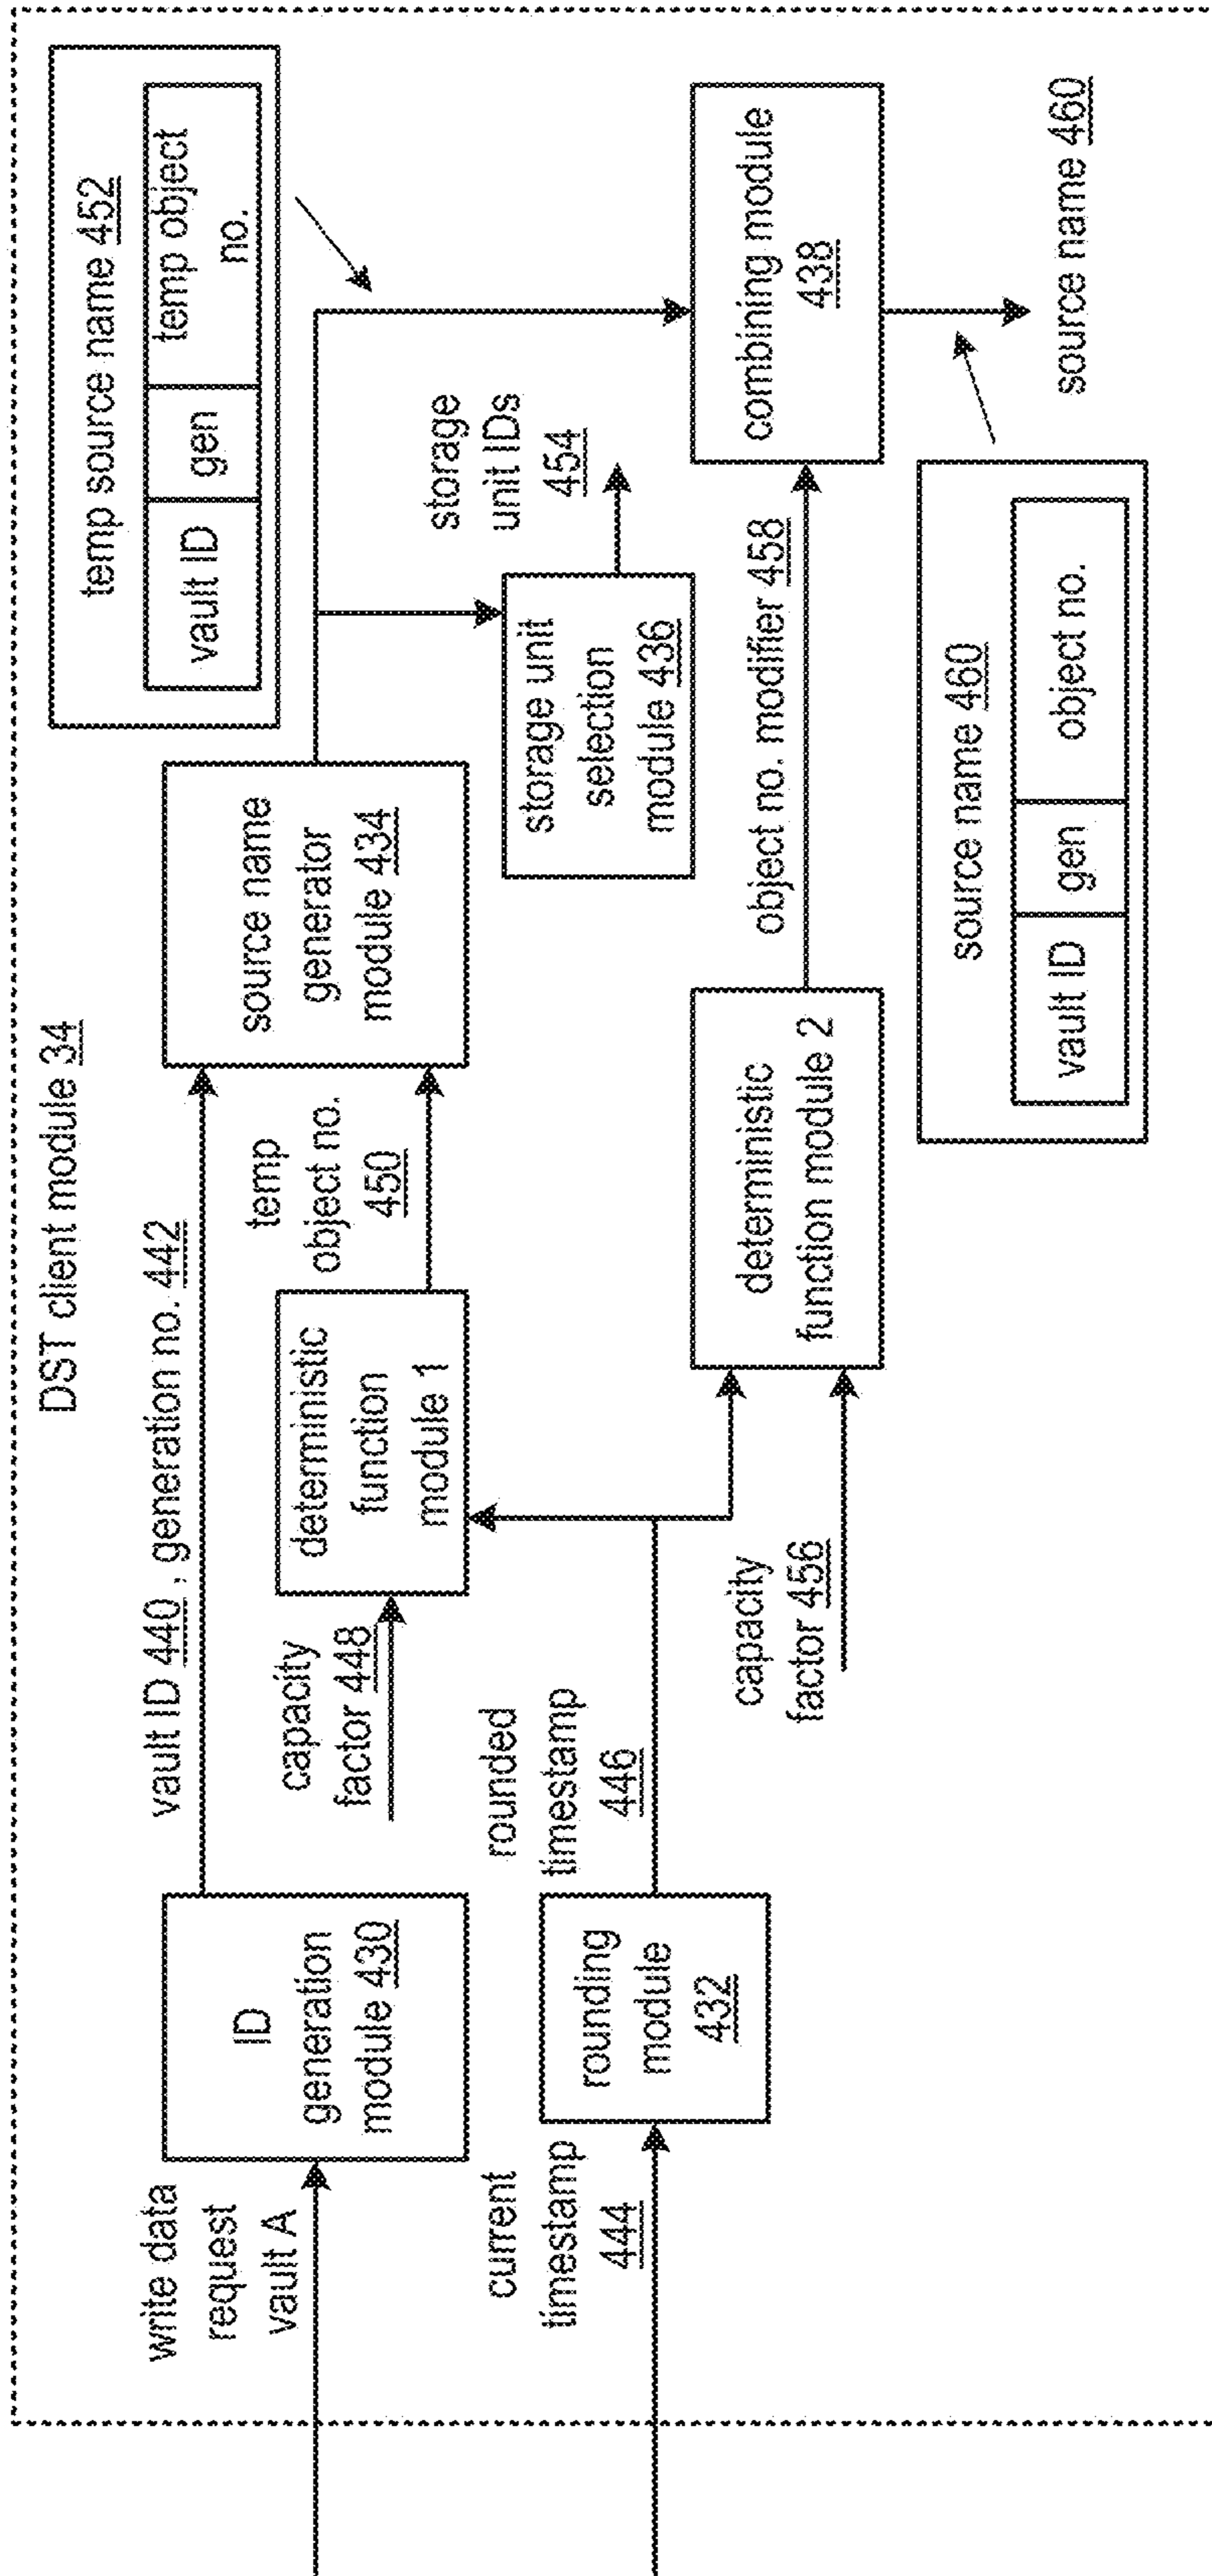 DST client module 34
write data
request
vault A
ID
generation
module 430
vault ID 440 , generation no. 442
current
timestamp
444
rounding
module
432
rounded
timestamp
446
capacity
factor 448
deterministic
function
module 1
temp
object no.
450
source name
generator
module 434
temp source name 452
vault ID
gen
temp object
no.
storage unit
selection
module 436
storage
unit IDs
454
capacity
factor 456
deterministic
function module 2
object no. modifier 458
combining module
438
source name 460
vault ID
gen
object no.
source name 460